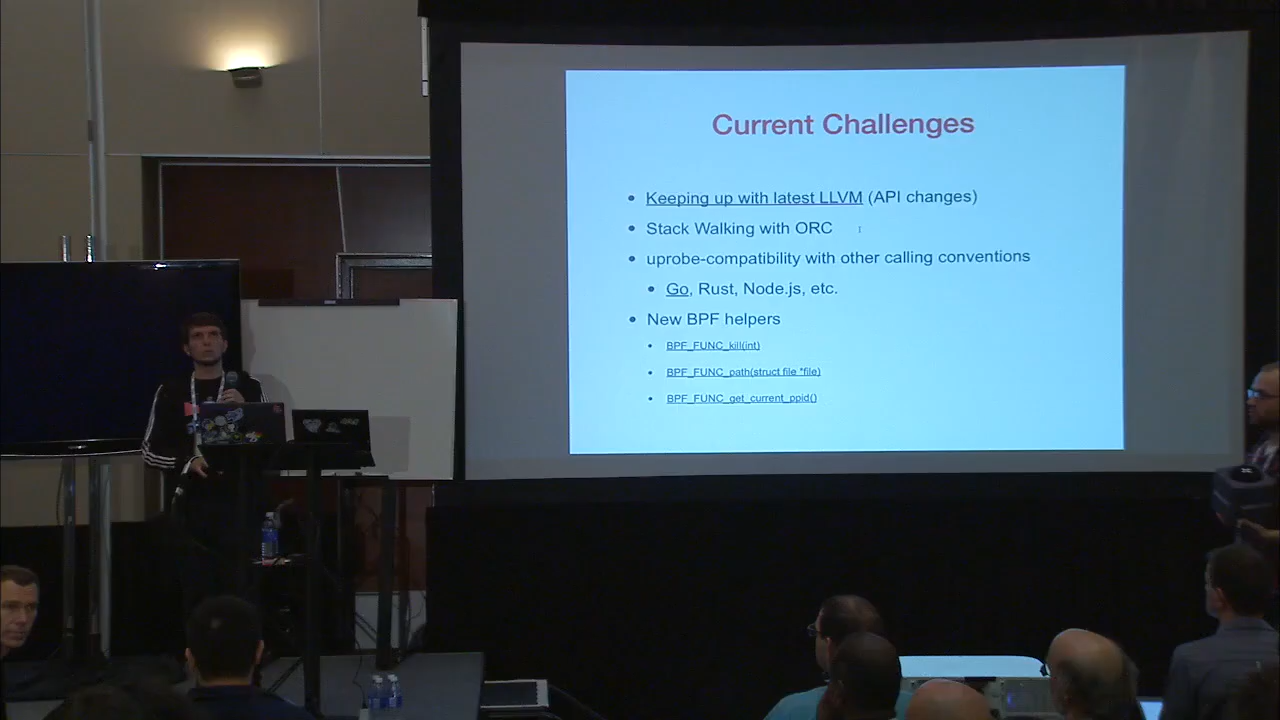 Current Challenges
Keeping up with latest LLVM (API changes)
Stack Walking with ORC
uprobe-compatibility with other calling conventions
Go, Rust, Node.js, etc.
New BPF helpers
BPF_FUNC_kill(int)
BPF_FUNC_path(struct file *file)
BPF_FUNC_get_current_ppid()